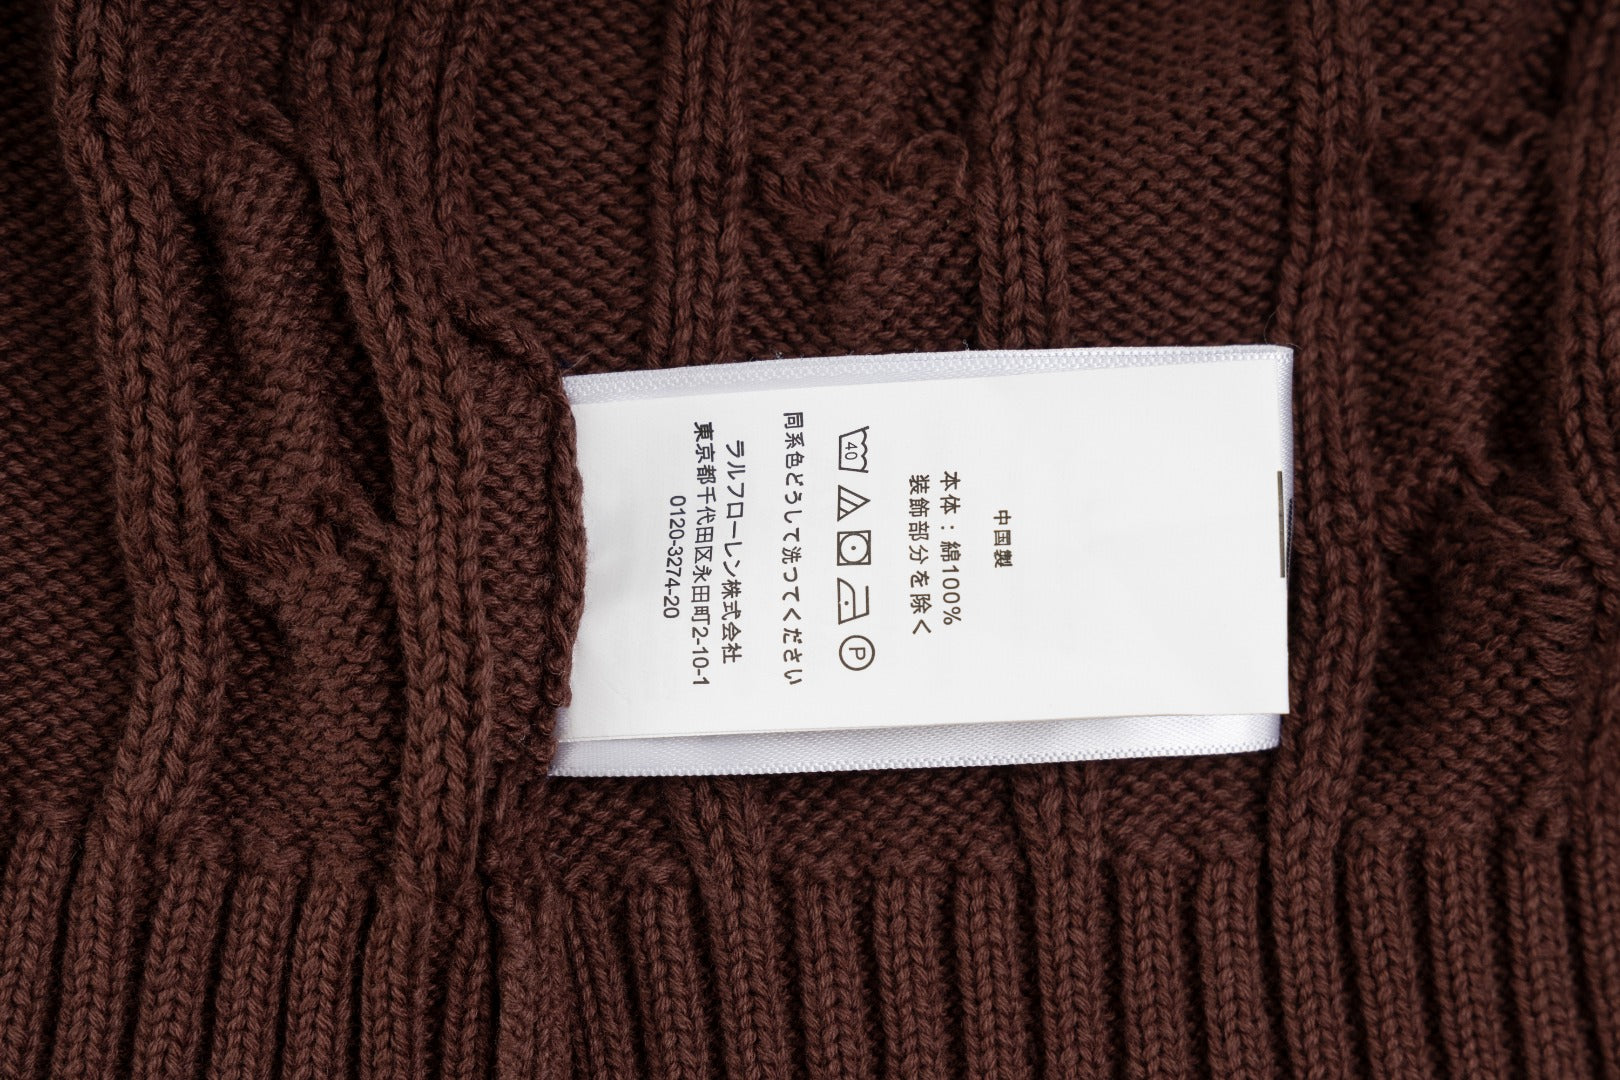 中国製
本体：綿100%
装飾部分を除く
40
P
同系色どうして洗ってください
ラルフローレン株式会社
東京都千代田区永田町2-10-1
0120-3274-20